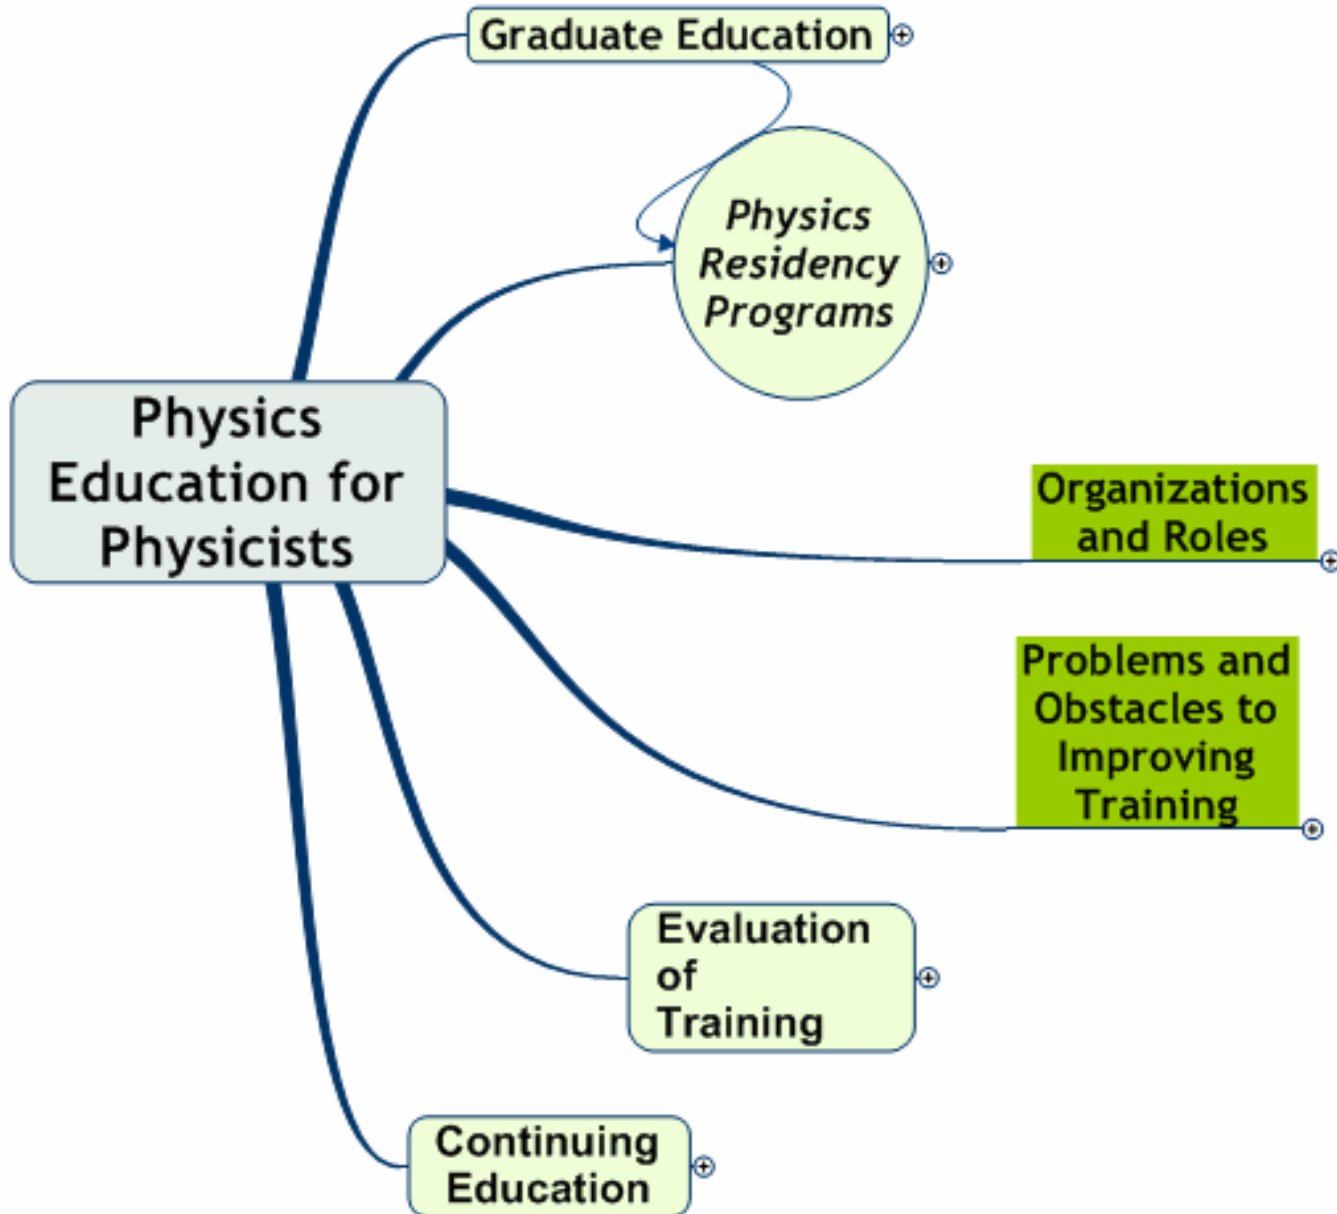 Graduate Education
Physics
Residency
Programs
Physics
Education for
Physicists
Organizations
and Roles
Problems and
Obstacles to
Improving
Training
Evaluation
of
Training
Continuing
Education